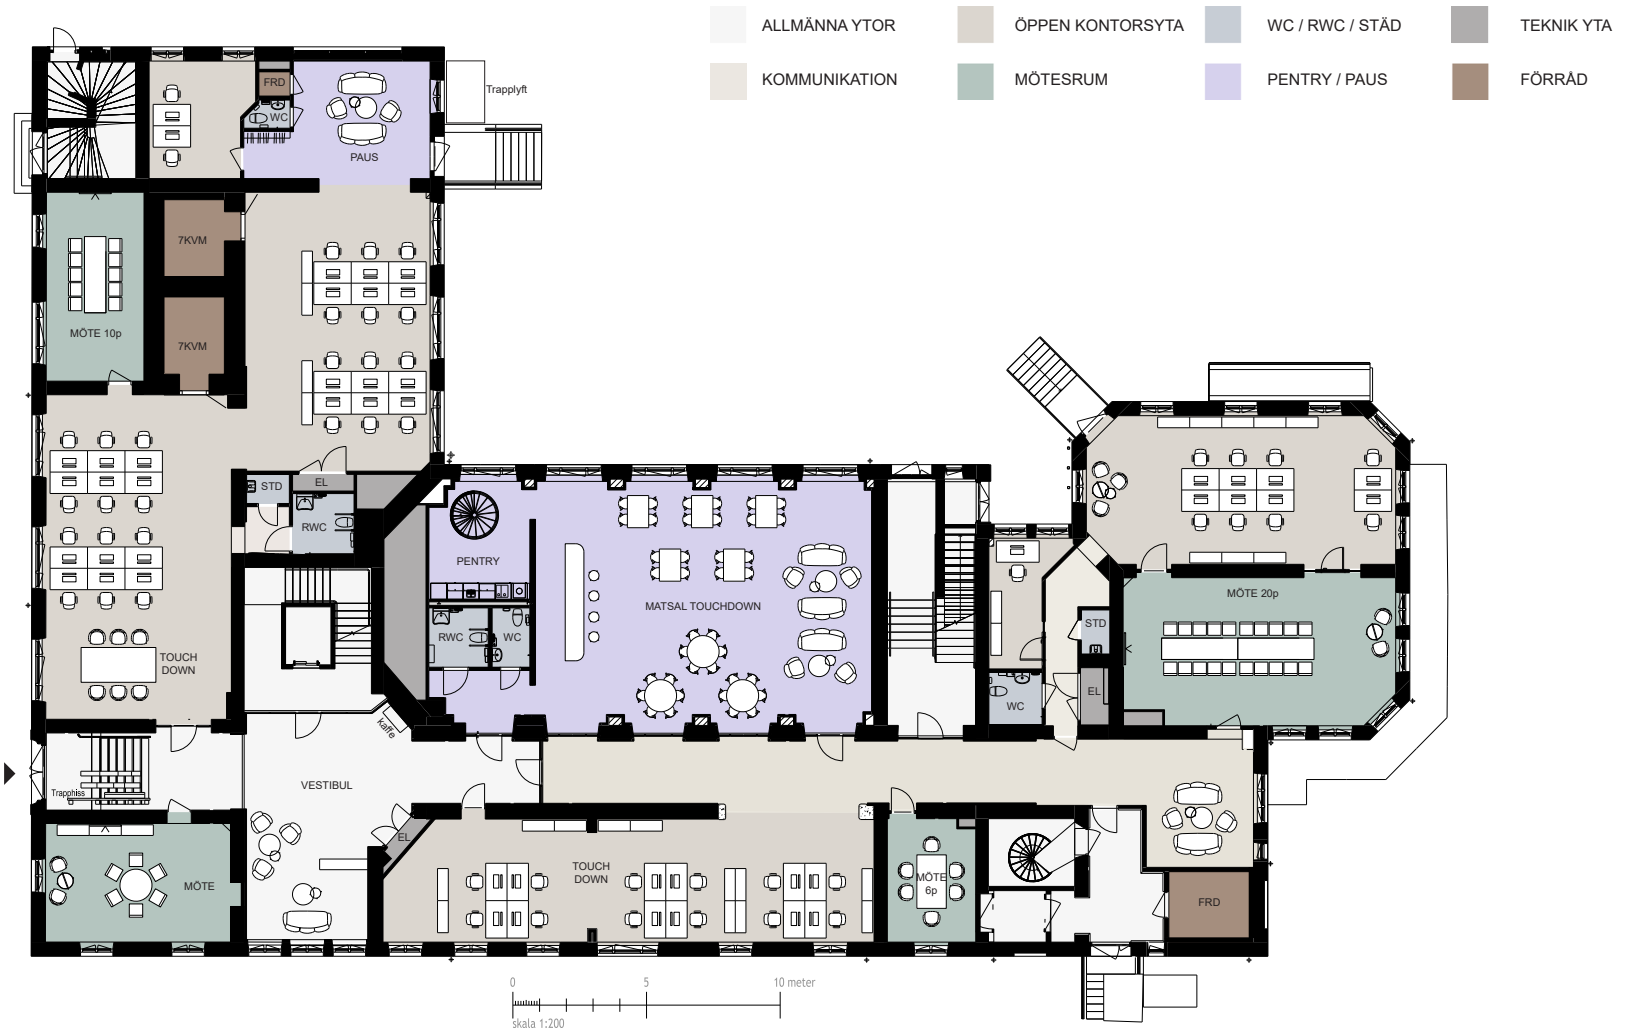 ALLMÄNNA YTOR
ÖPPEN KONTORSYTA
WC / RWC / STÄD
TEKNIK YTA
KOMMUNIKATION
MÖTESRUM
PENTRY / PAUS
FÖRRÅD
FRD
Trapplyft
WC
PAUS
7KVM
MÖTE 10p
7KVM
EL
STD
RWC
PENTRY
MATSAL TOUCHDOWN
MÖTE 20p
STD
RWC
WC
TOUCH
DOWN
EL
WC
kaffe
VESTIBUL
Trapphiss
EL
TOUCH
DOWN
MÖTE
MÖTE
6p
FRD
0
5
10 meter
skala 1:200